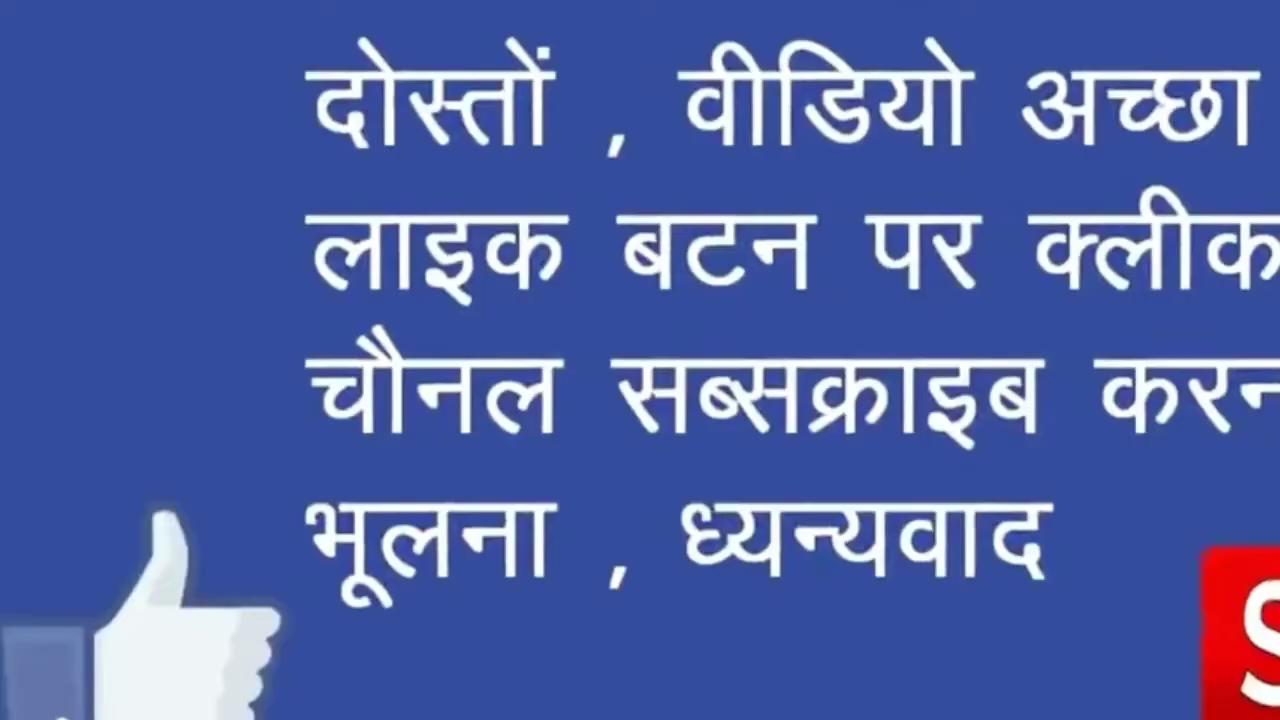 दोस्तों , वीडियो अच्छा
लाइक बटन पर क्लीक
चौनल सब्सक्राइब करन
भूलना , ध्यन्यवाद
S